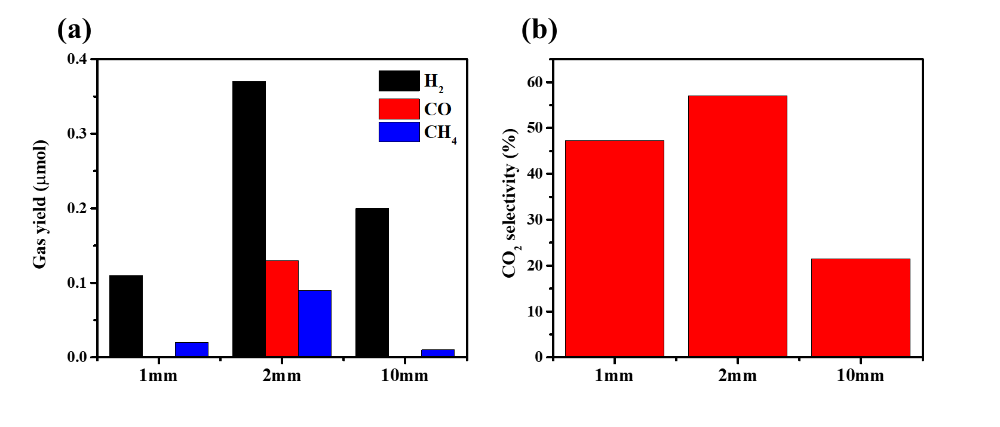 (a)
Gas yield (μmol)
0.4
0.3
0.2
0.1
0.0
1mm 2mm 10mm
H₂
CO
CH₄
(b)
CO₂ selectivity (%)
60
50
40
30
20
10
0
1mm 2mm 10mm